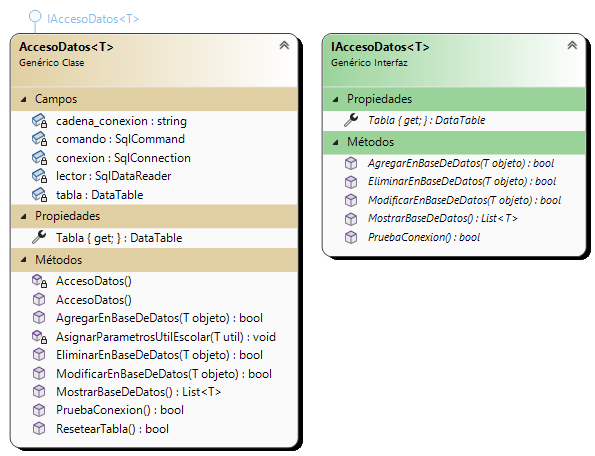 IAccesoDatos<T>
AccesoDatos<T>
Genérico Clase
Campos
cadena_conexion : string
comando : SqlCommand
conexion : SqlConnection
lector : SqlDataReader
tabla : DataTable
Propiedades
Tabla { get; } : DataTable
Métodos
AccesoDatos()
AccesoDatos()
AgregarEnBaseDeDatos(T objeto) : bool
AsignarParametrosUtilEscolar(T util) : void
EliminarEnBaseDeDatos(T objeto) : bool
ModificarEnBaseDeDatos(T objeto) : bool
MostrarBaseDeDatos() : List<T>
PruebaConexion() : bool
ResetearTabla() : bool
IAccesoDatos<T>
Genérico Interfaz
Propiedades
Tabla { get; } : DataTable
Métodos
AgregarEnBaseDeDatos(T objeto) : bool
EliminarEnBaseDeDatos(T objeto) : bool
ModificarEnBaseDeDatos(T objeto) : bool
MostrarBaseDeDatos() : List<T>
PruebaConexion() : bool